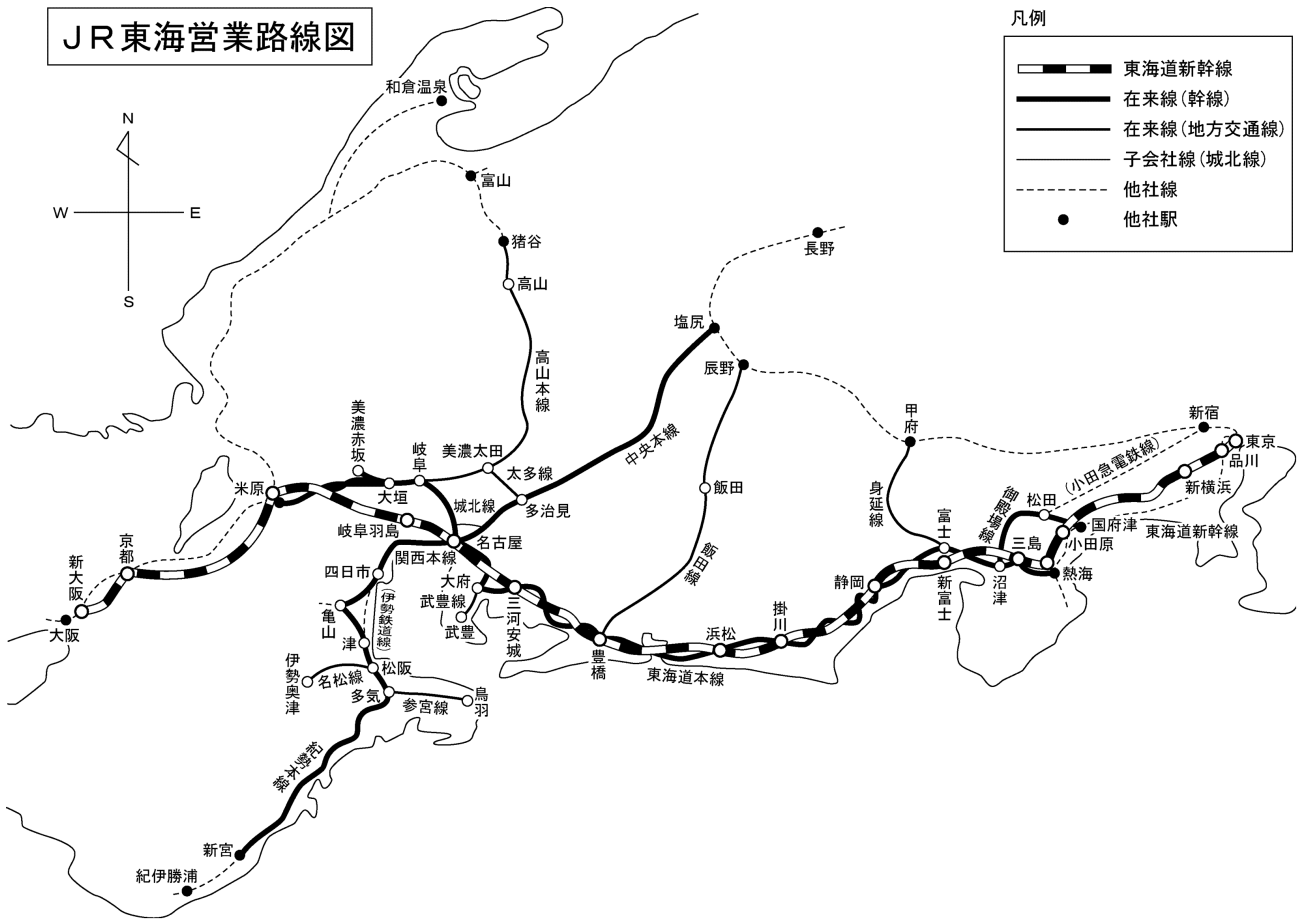 JR東海営業路線図
凡例
東海道新幹線
在来線(幹線)
在来線(地方交通線)
子会社線(城北線)
他社線
他社駅
N
W
E
S
和倉温泉
富山
猪谷
高山
高山本線
長野
塩尻
辰野
中央本線
飯田
飯田線
甲府
身延線
新宿
東京
品川
(小田急電鉄線)
新横浜
松田
御殿場線
国府津
東海道新幹線
小田原
富士
三島
熱海
沼津
新富士
静岡
掛川
浜松
東海道本線
豊橋
三河安城
大府
武豊線
武豊
名古屋
城北線
多治見
太多線
美濃太田
岐阜
美濃赤坂
大垣
岐阜羽島
米原
京都
新大阪
大阪
関西本線
四日市
(伊勢鉄道線)
亀山
津
松阪
名松線
伊勢奥津
多気
参宮線
鳥羽
紀勢本線
新宮
紀伊勝浦